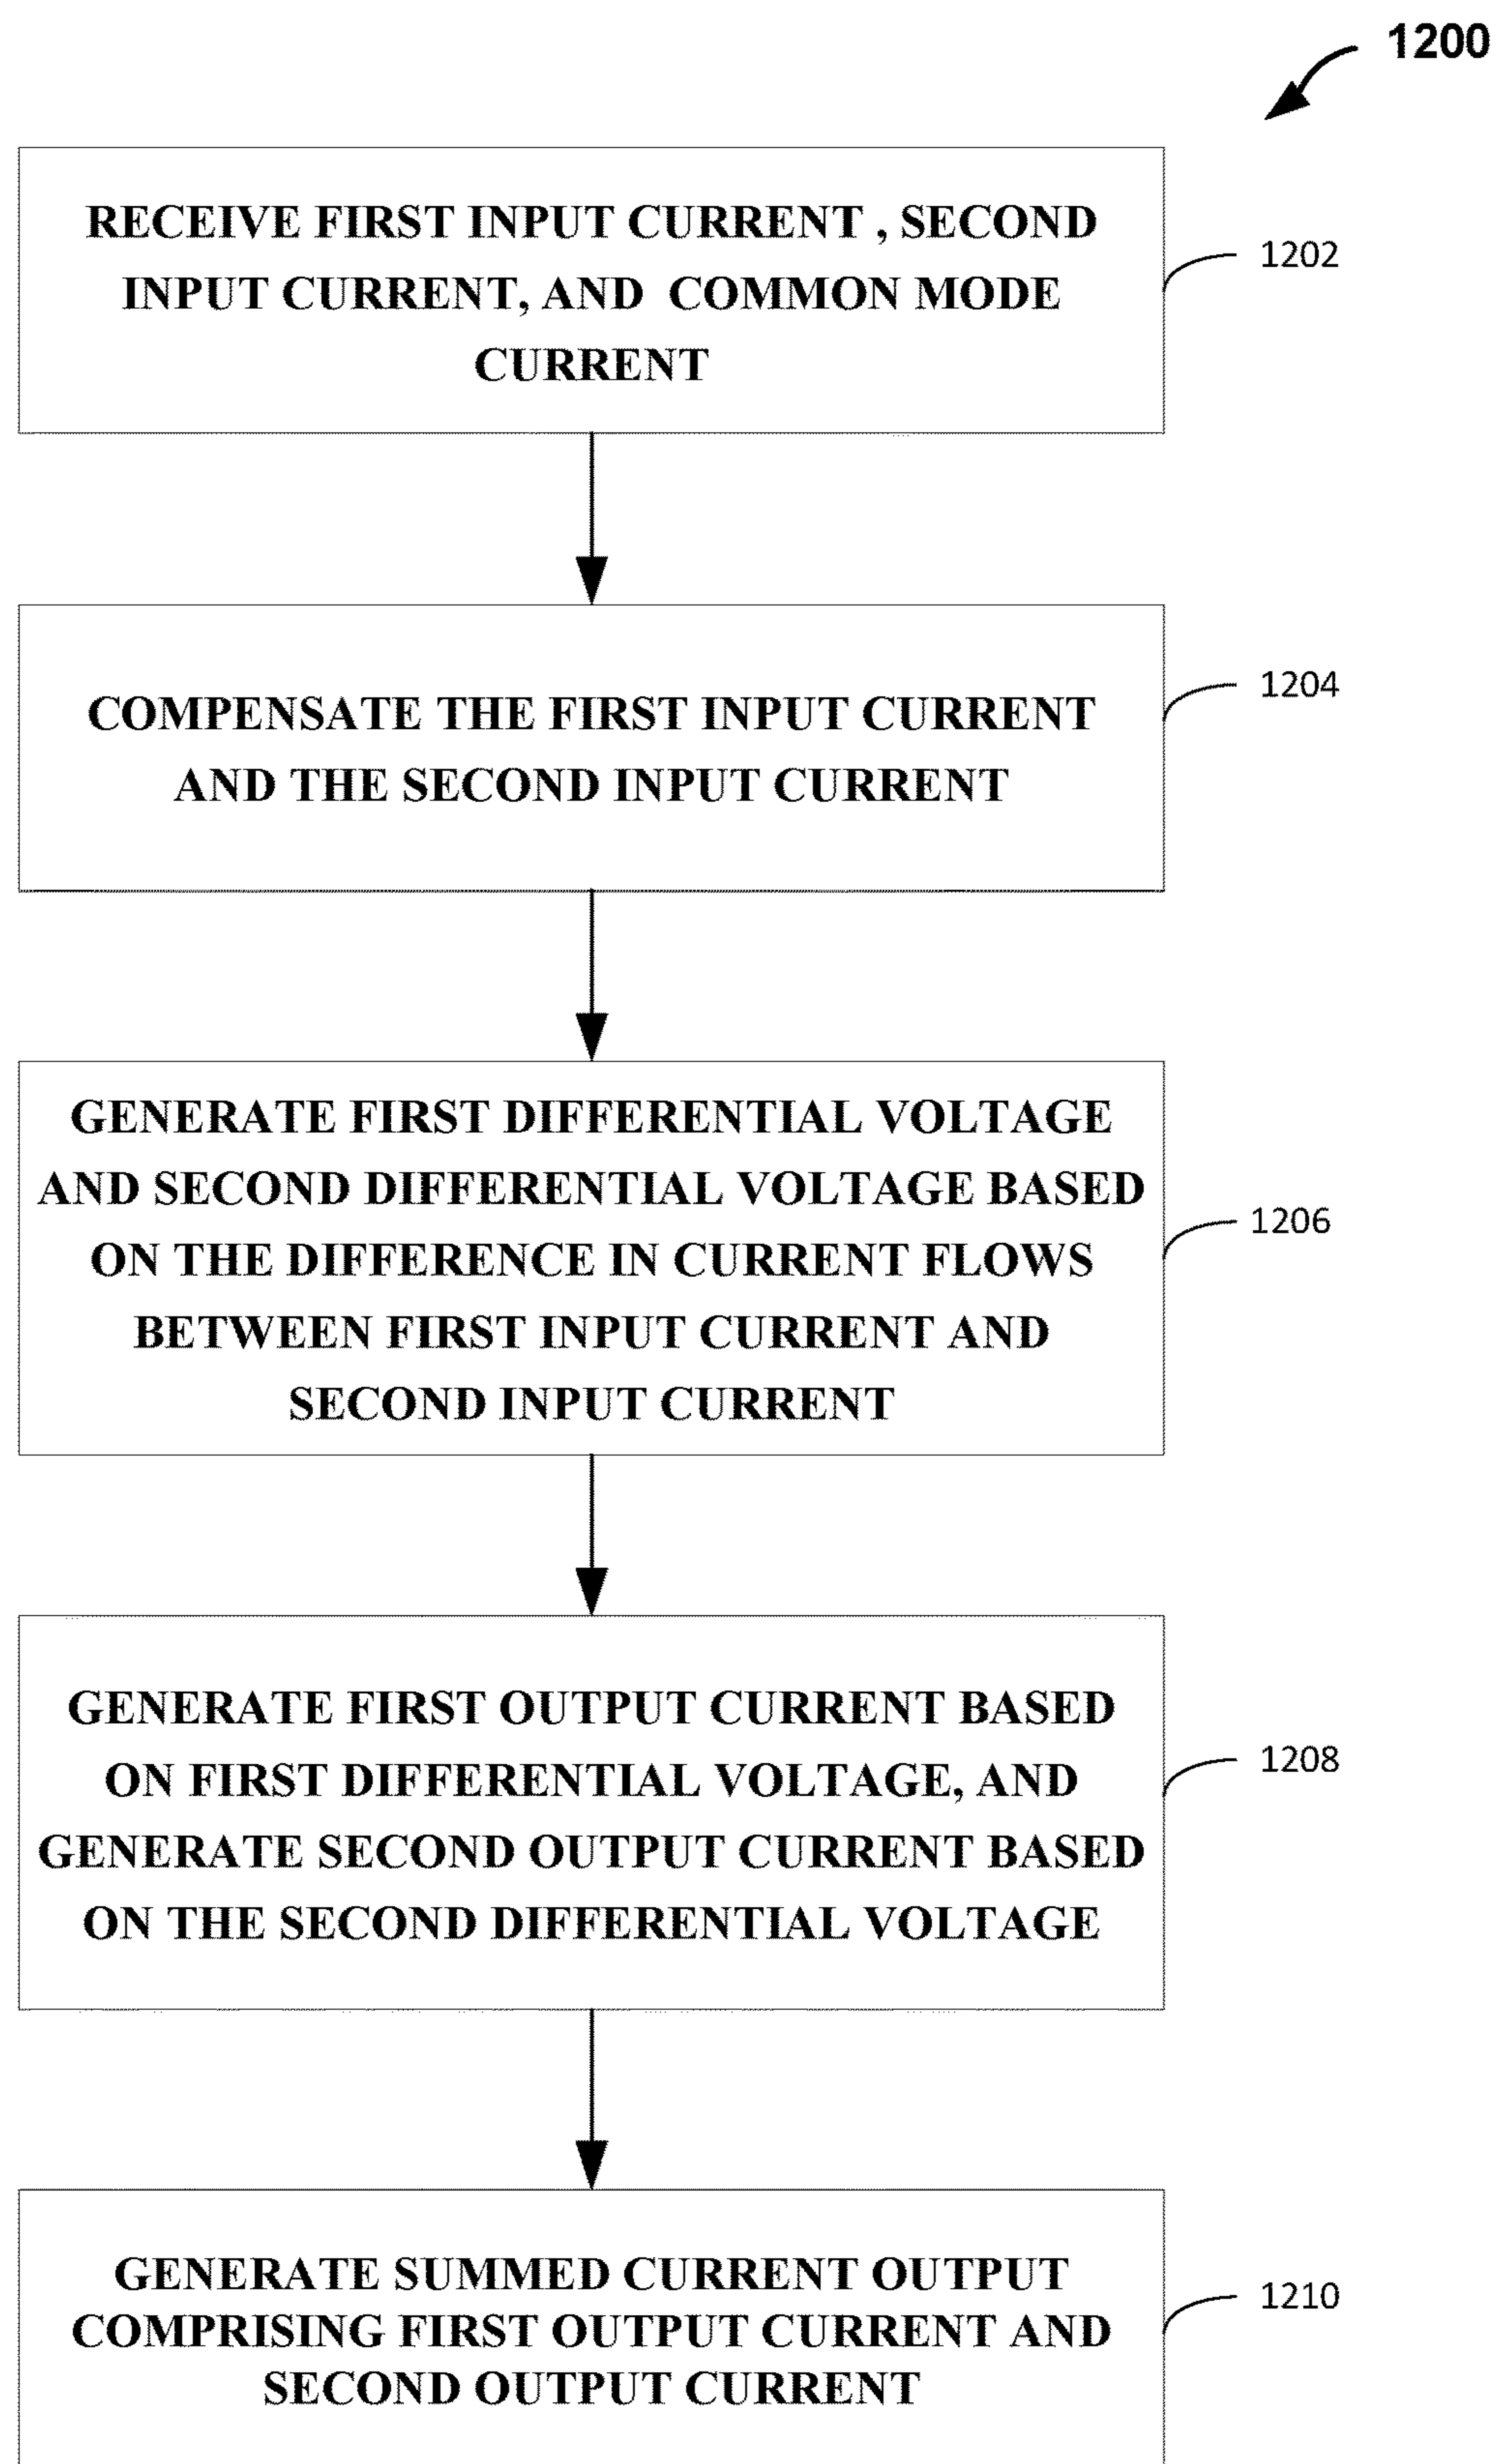 1200
RECEIVE FIRST INPUT CURRENT , SECOND
INPUT CURRENT, AND COMMON MODE
CURRENT
1202
COMPENSATE THE FIRST INPUT CURRENT
AND THE SECOND INPUT CURRENT
1204
GENERATE FIRST DIFFERENTIAL VOLTAGE
AND SECOND DIFFERENTIAL VOLTAGE BASED
ON THE DIFFERENCE IN CURRENT FLOWS
BETWEEN FIRST INPUT CURRENT AND
SECOND INPUT CURRENT
1206
GENERATE FIRST OUTPUT CURRENT BASED
ON FIRST DIFFERENTIAL VOLTAGE, AND
GENERATE SECOND OUTPUT CURRENT BASED
ON THE SECOND DIFFERENTIAL VOLTAGE
1208
GENERATE SUMMED CURRENT OUTPUT
COMPRISING FIRST OUTPUT CURRENT AND
SECOND OUTPUT CURRENT
1210